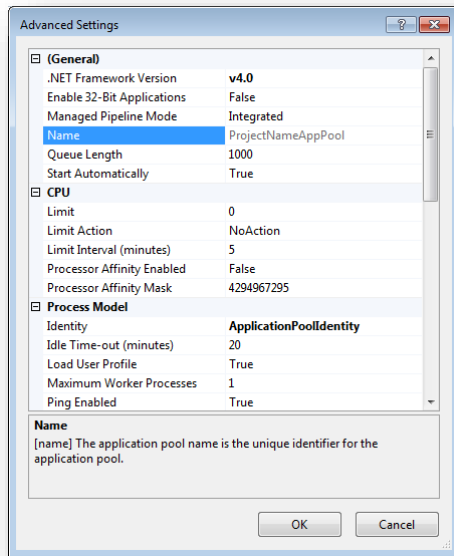 Advanced Settings
(General)
.NET Framework Version v4.0
Enable 32-Bit Applications False
Managed Pipeline Mode Integrated
Name ProjectNameAppPool
Queue Length 1000
Start Automatically True
CPU
Limit 0
Limit Action NoAction
Limit Interval (minutes) 5
Processor Affinity Enabled False
Processor Affinity Mask 4294967295
Process Model
Identity ApplicationPoolIdentity
Idle Time-out (minutes) 20
Load User Profile True
Maximum Worker Processes 1
Ping Enabled True
Name
[name] The application pool name is the unique identifier for the
application pool.
OK Cancel